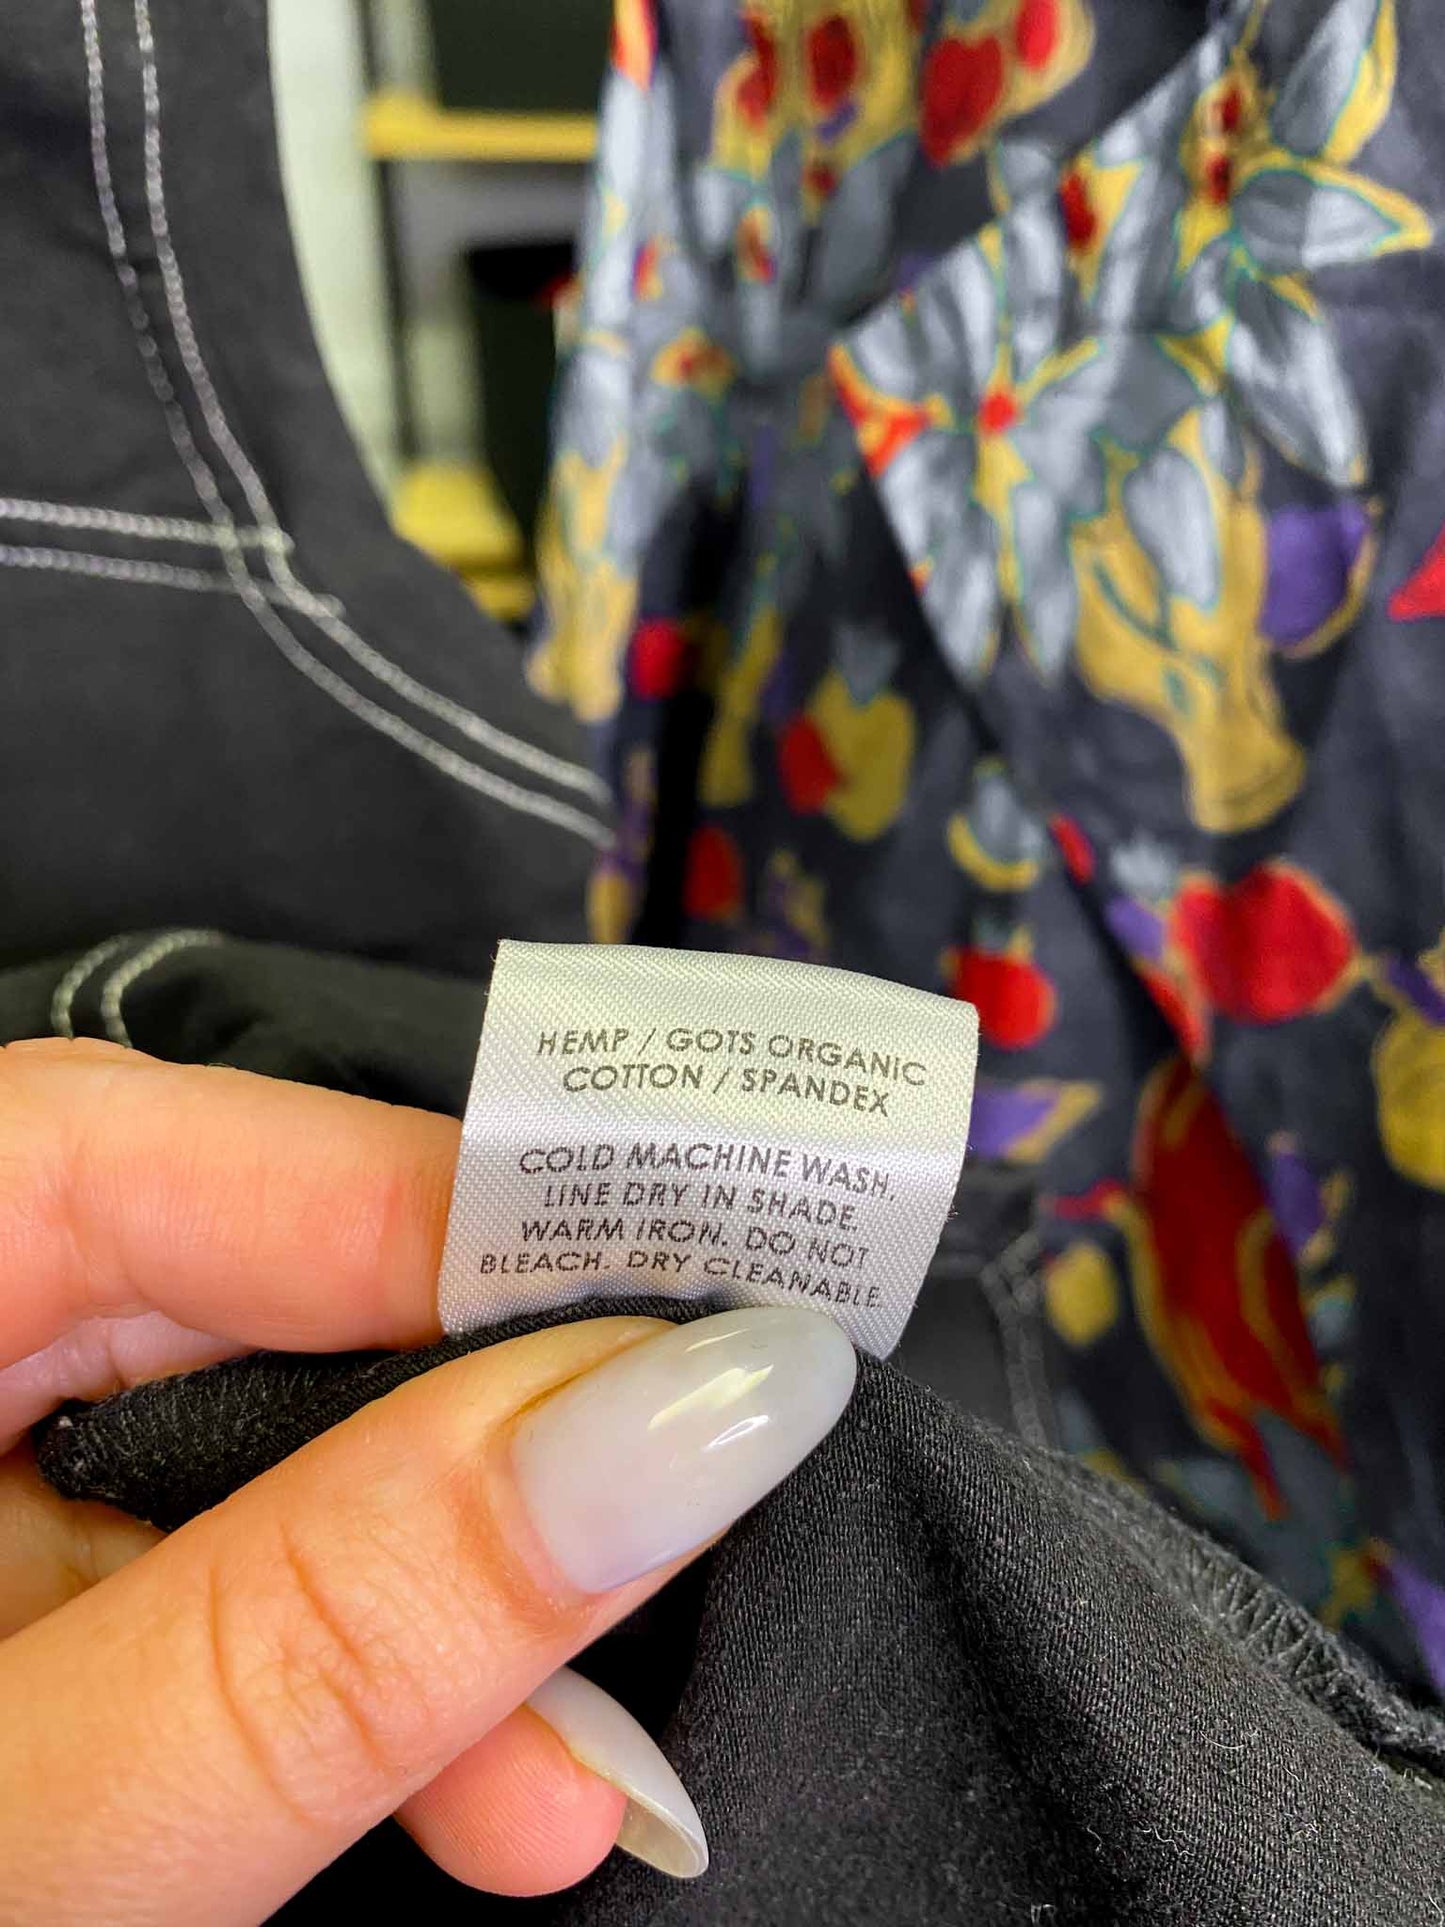 HEMP / GOTS ORGANIC
COTTON / SPANDEX
COLD MACHINE WASH.
LINE DRY IN SHADE.
WARM IRON. DO NOT
BLEACH. DRY CLEANABLE.